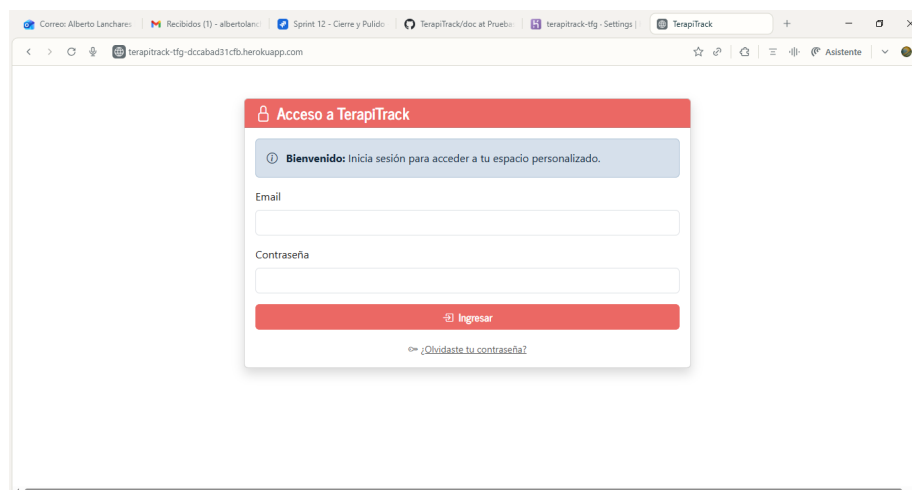 Correo: Alberto Lanchares
Recibidos (1) - albertolanc
Sprint 12 - Cierre y Pulido
TerapiTrack/doc at Prueba
terapitrack-tfg · Settings |
TerapiTrack
terapitrack-tfg-dccabad31cfb.herokuapp.com
Asistente
Acceso a TerapiTrack
Bienvenido: Inicia sesión para acceder a tu espacio personalizado.
Email
Contraseña
Ingresar
¿Olvidaste tu contraseña?